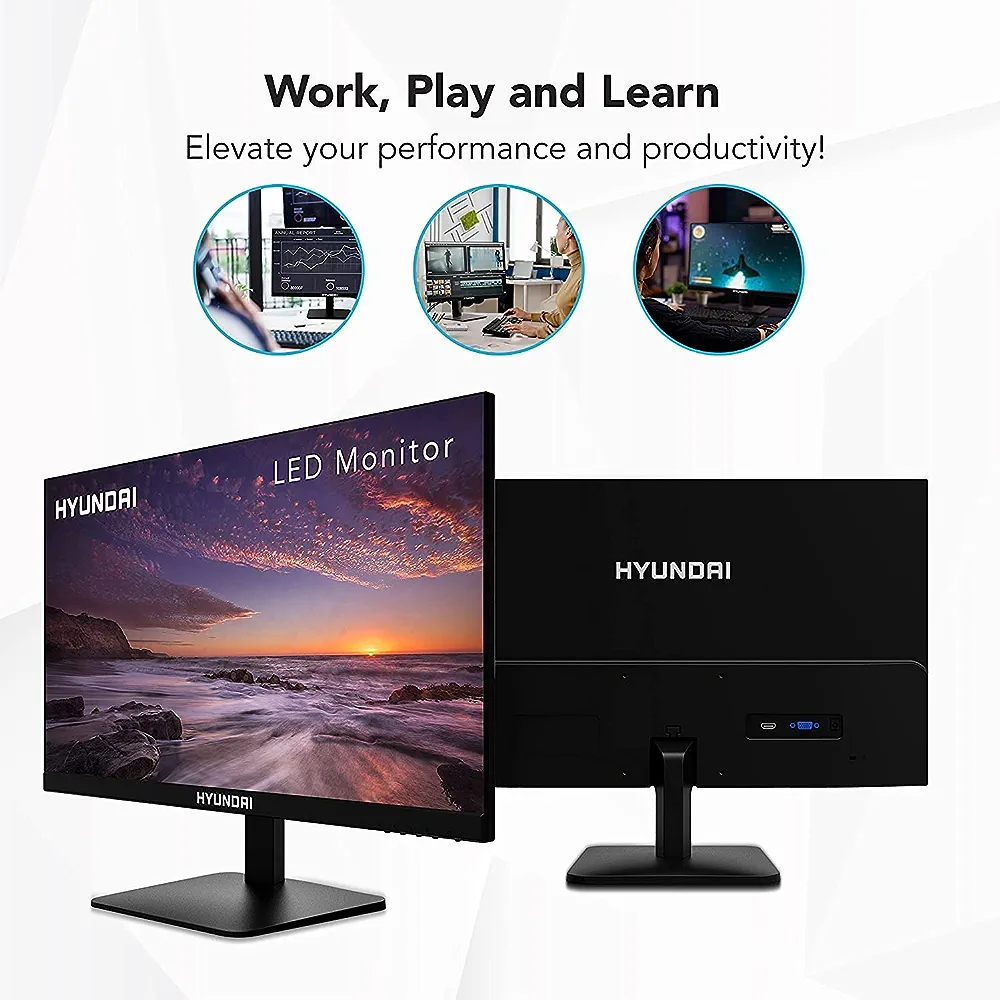 Work, Play and Learn
Elevate your performance and productivity!
ANNUAL REPORT
HYUNDAI
LED Monitor
HYUNDAI
HYUNDAI